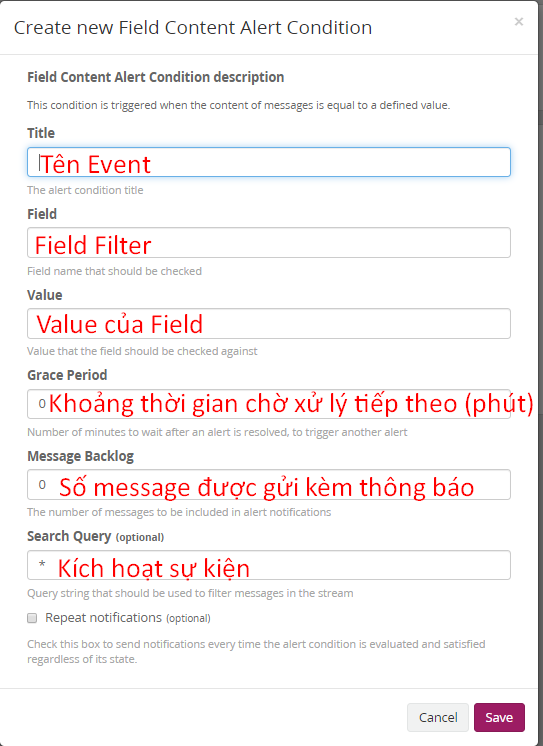 Create new Field Content Alert Condition ×
Field Content Alert Condition description
This condition is triggered when the content of messages is equal to a defined value.
Title
Tên Event
The alert condition title
Field
Field Filter
Field name that should be checked
Value
Value của Field
Value that the field should be checked against
Grace Period
0 Khoảng thời gian chờ xử lý tiếp theo (phút)
Number of minutes to wait after an alert is resolved, to trigger another alert
Message Backlog
0 Số message được gửi kèm thông báo
The number of messages to be included in alert notifications
Search Query (optional)
* Kích hoạt sự kiện
Query string that should be used to filter messages in the stream
Repeat notifications (optional)
Check this box to send notifications every time the alert condition is evaluated and satisfied
regardless of its state.
Cancel Save